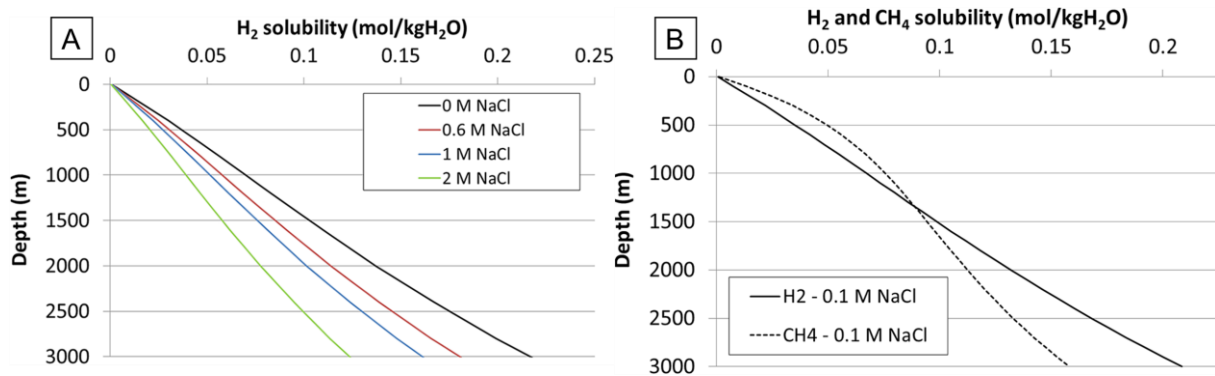 A
H₂ solubility (mol/kgH₂O)
0 0.05 0.1 0.15 0.2 0.25
Depth (m)
0
500
1000
1500
2000
2500
3000
0 M NaCl
0.6 M NaCl
1 M NaCl
2 M NaCl
B
H₂ and CH₄ solubility (mol/kgH₂O)
0 0.05 0.1 0.15 0.2
Depth (m)
0
500
1000
1500
2000
2500
3000
H2 - 0.1 M NaCl
CH4 - 0.1 M NaCl